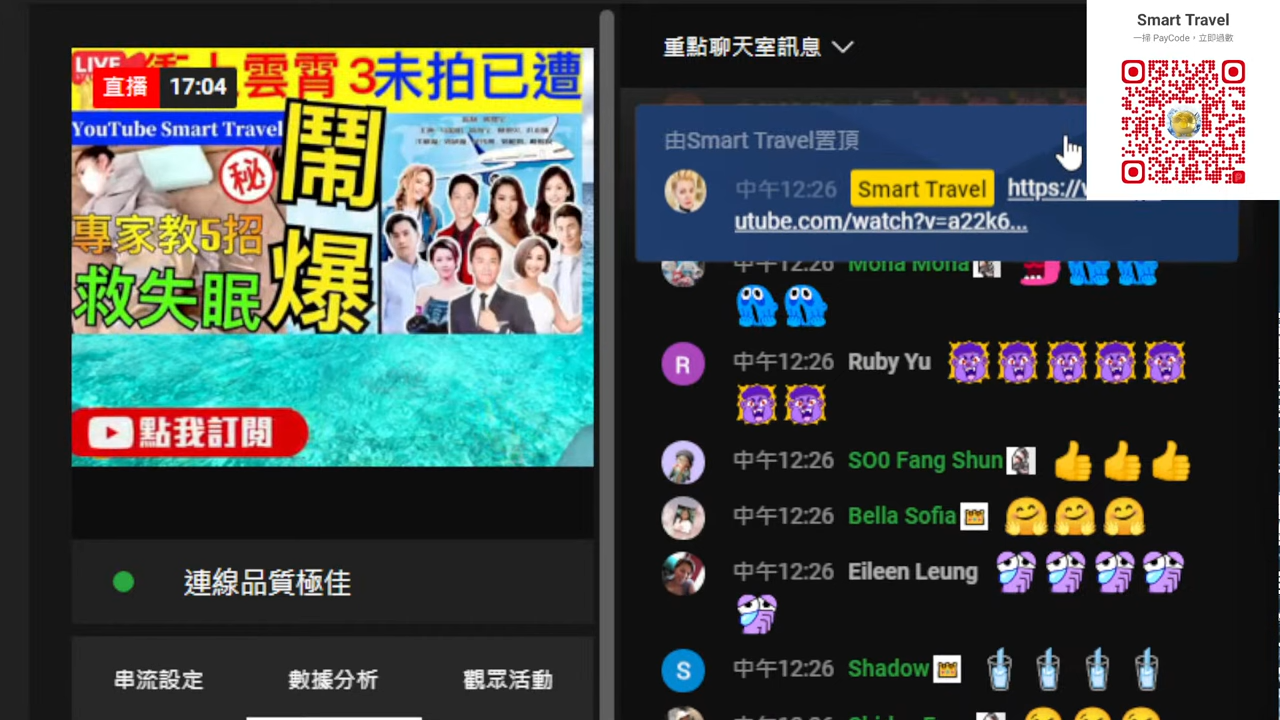 LIVE
直播
17:04
雲霄 3未拍已遭
YouTube Smart Travel
秘
鬧
爆
專家教5招
救失眠
點我訂閱
連線品質極佳
串流設定
數據分析
觀眾活動
重點聊天室訊息
由Smart Travel置頂
中午12:26 Smart Travel https://
utube.com/watch?v=a22k6...
中午12:26 Mona Mona
中午12:26 Ruby Yu
中午12:26 SO0 Fang Shun
中午12:26 Bella Sofia
中午12:26 Eileen Leung
中午12:26 Shadow
中午12:26
Smart Travel
一掃 PayCode，立即過數